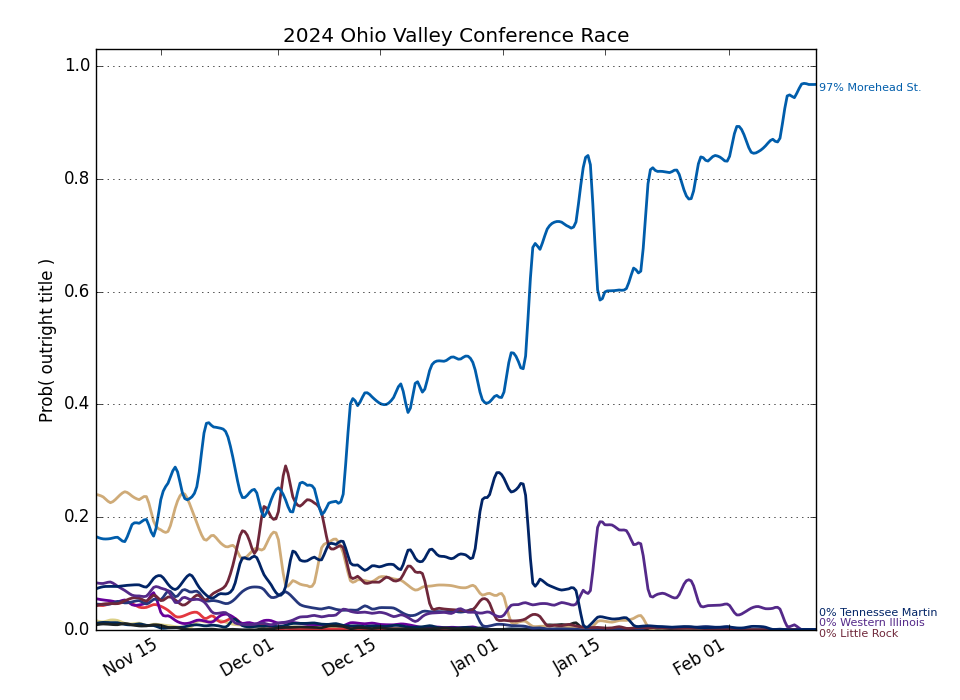 2024 Ohio Valley Conference Race
Prob( outright title )
1.0
0.8
0.6
0.4
0.2
0.0
97% Morehead St.
0% Tennessee Martin
0% Western Illinois
0% Little Rock
Nov 15
Dec 01
Dec 15
Jan 01
Jan 15
Feb 01